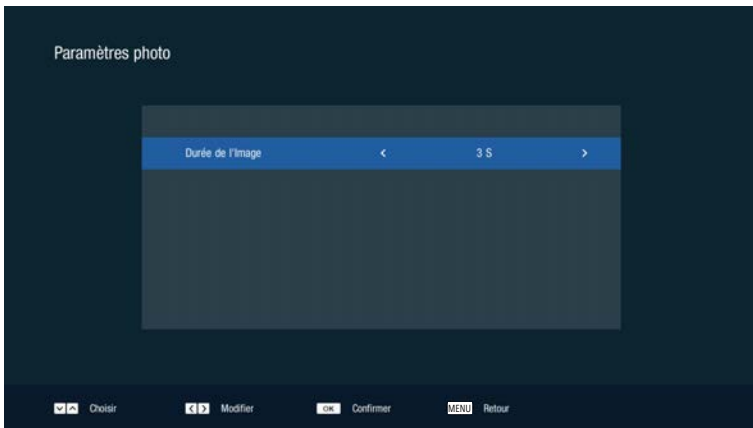 Paramètres photo
Durée de l'Image < 3 S >
Choisir < > Modifier OK Confirmer MENU Retour